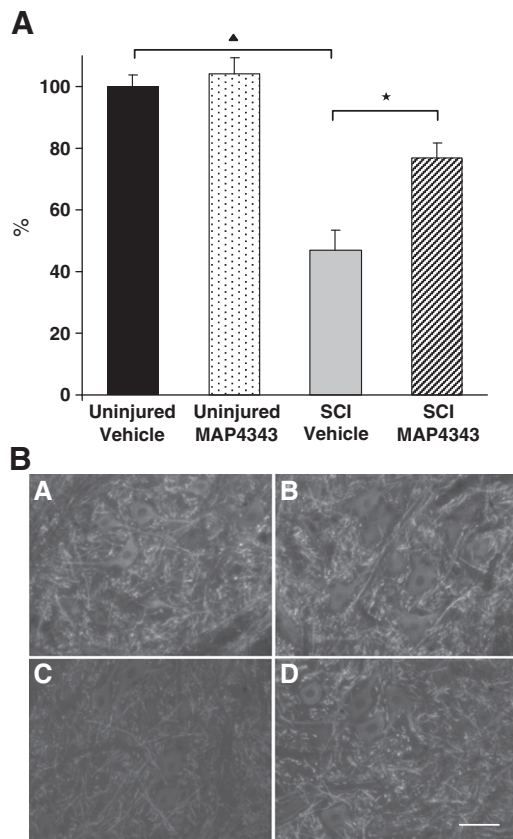 A
100
80
60
40
20
0
%
▲
★
Uninjured Vehicle
Uninjured MAP4343
SCI Vehicle
SCI MAP4343
B
A
B
C
D